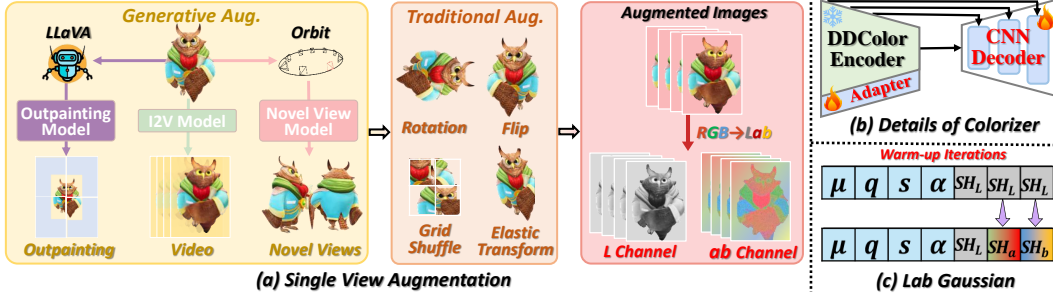 Generative Aug.
LLaVA
Orbit
Outpainting
Model
I2V Model
Novel View
Model
Outpainting
Video
Novel Views
Traditional Aug.
Rotation
Flip
Grid
Shuffle
Elastic
Transform
Augmented Images
RGB→Lab
L Channel
ab Channel
(a) Single View Augmentation
DDColor
Encoder
Adapter
CNN
Decoder
(b) Details of Colorizer
Warm-up Iterations
μ q s α SH_L SH_L SH_L
μ q s α SH_L SH_a SH_b
(c) Lab Gaussian